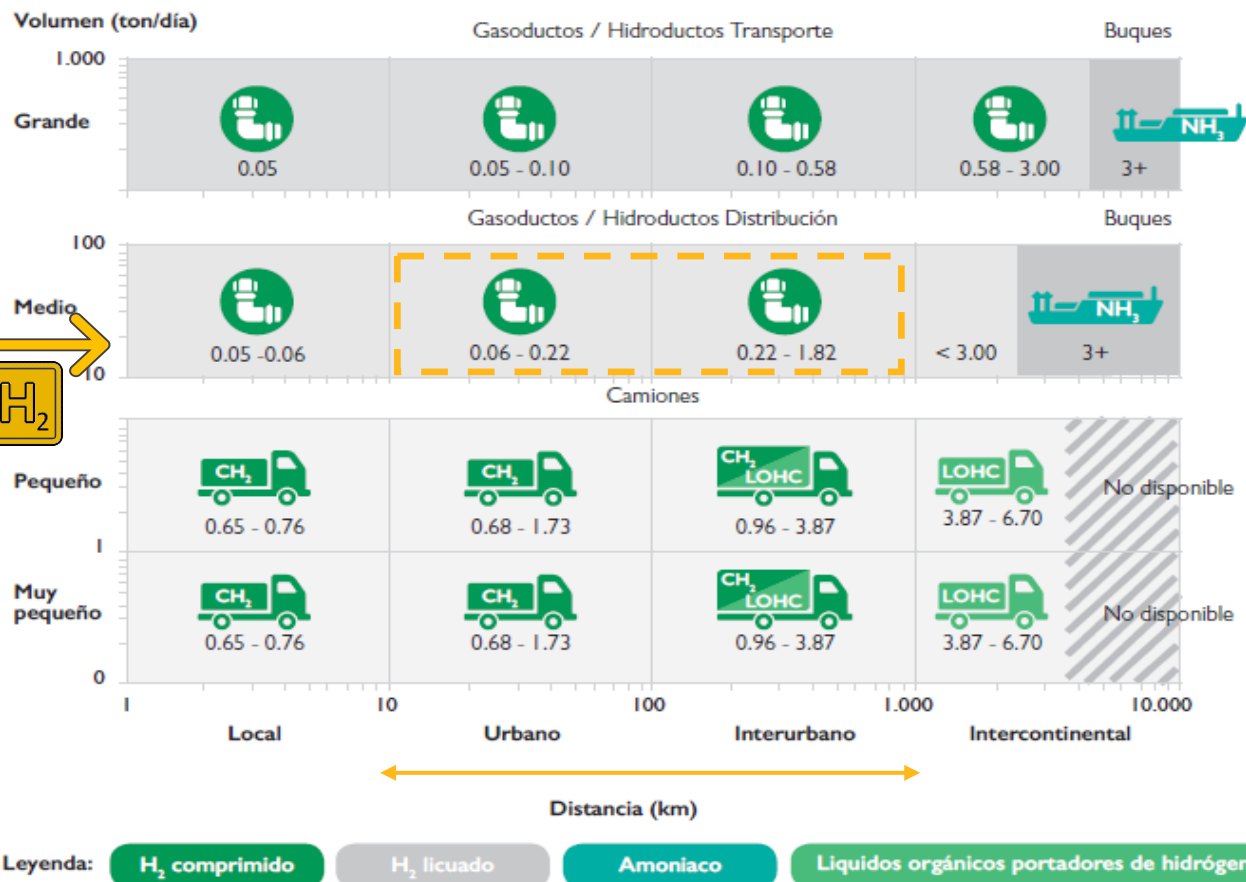 Volumen (ton/día)
Gasoductos / Hidroductos Transporte
Buques
1.000
Grande
NH3
0.05
0.05 - 0.10
0.10 - 0.58
0.58 - 3.00
3+
Gasoductos / Hidroductos Distribución
Buques
100
Medio
NH3
0.05 -0.06
0.06 - 0.22
0.22 - 1.82
< 3.00
3+
10
H2
Camiones
Pequeño
CH2
CH2
CH2
LOHC
LOHC
No disponible
0.65 - 0.76
0.68 - 1.73
0.96 - 3.87
3.87 - 6.70
1
Muy
pequeño
CH2
CH2
CH2
LOHC
LOHC
No disponible
0.65 - 0.76
0.68 - 1.73
0.96 - 3.87
3.87 - 6.70
0
1
10
100
1.000
10.000
Local
Urbano
Interurbano
Intercontinental
Distancia (km)
Leyenda:
H2 comprimido
H2 licuado
Amoniaco
Liquidos orgánicos portadores de hidrógen